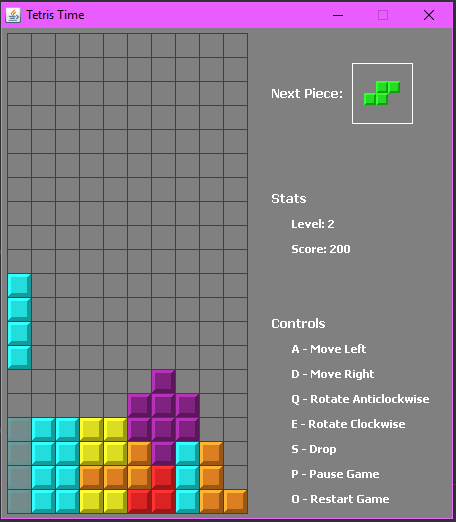 Tetris Time
Next Piece:
Stats
Level: 2
Score: 200
Controls
A - Move Left
D - Move Right
Q - Rotate Anticlockwise
E - Rotate Clockwise
S - Drop
P - Pause Game
O - Restart Game